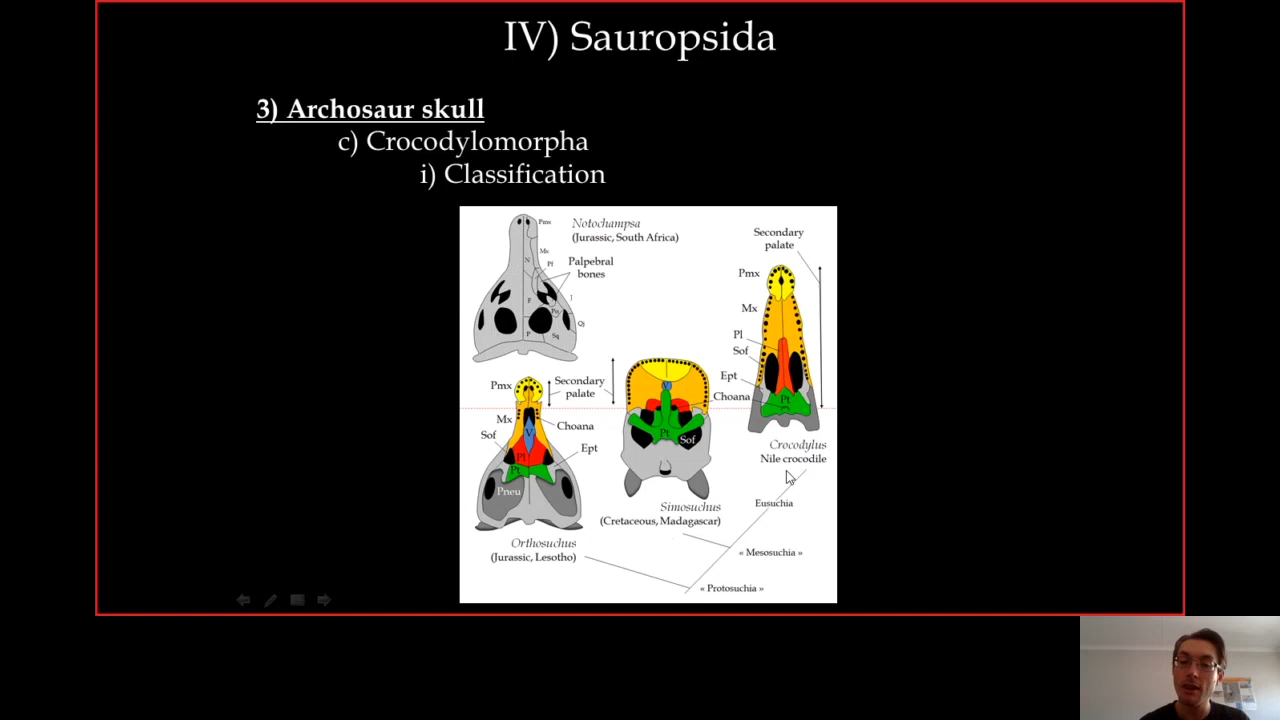 IV) Sauropsida
3) Archosaur skull
c) Crocodylomorpha
i) Classification
Notochampsa
(Jurassic, South Africa)
Pmx
Mx
N
Pf
Palpebral
bones
F
J
Po
Qj
P
Sq
Secondary
palate
Pmx
Mx
Pl
Sof
Ept
Choana
Pt
Crocodylus
Nile crocodile
Pmx
Secondary
palate
Mx
Choana
Sof
V
Ept
Pl
Pt
Pneu
Orthosuchus
(Jurassic, Lesotho)
V
Pt
Sof
Simosuchus
(Cretaceous, Madagascar)
Eusuchia
« Mesosuchia »
« Protosuchia »